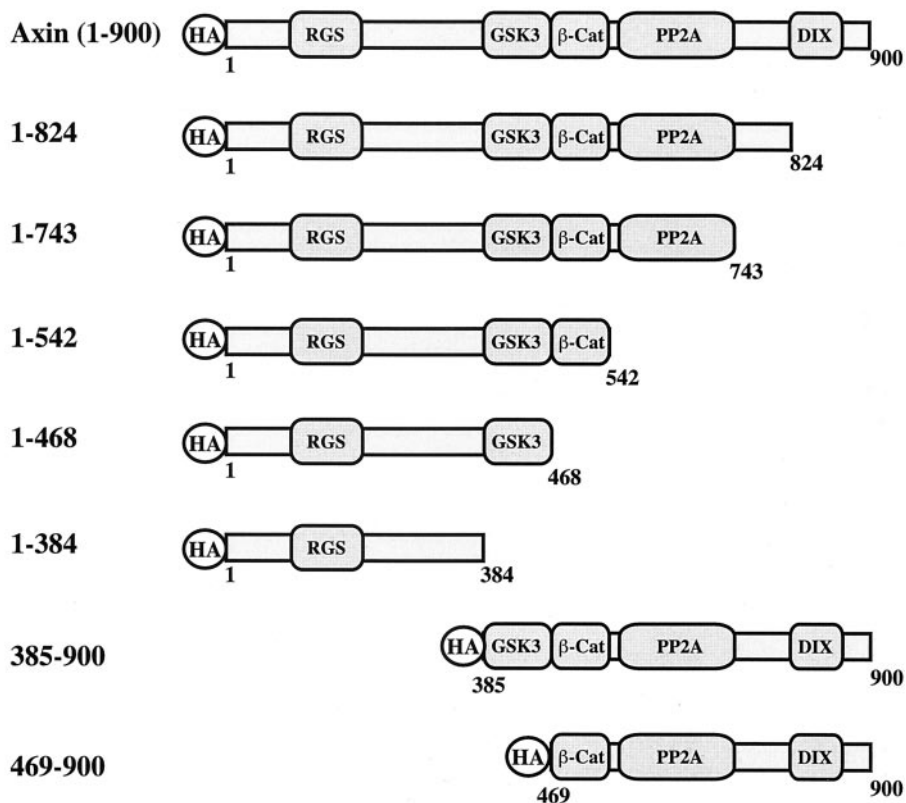 Axin (1-900) HA RGS GSK3 β-Cat PP2A DIX
1 900
1-824 HA RGS GSK3 β-Cat PP2A
1 824
1-743 HA RGS GSK3 β-Cat PP2A
1 743
1-542 HA RGS GSK3 β-Cat
1 542
1-468 HA RGS GSK3
1 468
1-384 HA RGS
1 384
385-900 HA GSK3 β-Cat PP2A DIX
385 900
469-900 HA β-Cat PP2A DIX
469 900